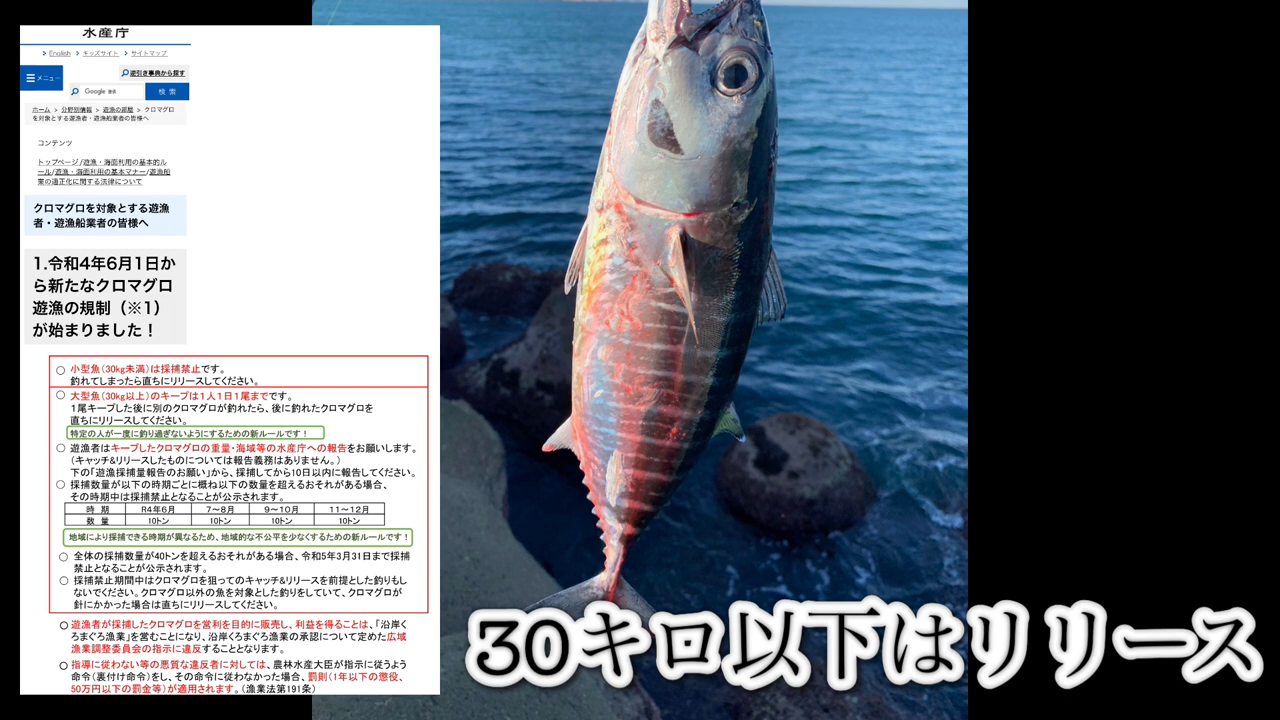 水産庁
English キッズサイト サイトマップ
メニュー
逆引き事典から探す
Google 検索
検 索
ホーム > 分野別情報 > 遊漁の部屋 > クロマグロ
を対象とする遊漁者・遊漁船業者の皆様へ
コンテンツ
トップページ/遊漁・海面利用の基本的ル
ール/遊漁・海面利用の基本マナー/遊漁船
業の適正化に関する法律について
クロマグロを対象とする遊漁
者・遊漁船業者の皆様へ
1.令和4年6月1日か
ら新たなクロマグロ
遊漁の規制（※1）
が始まりました！
○ 小型魚(30kg未満)は採捕禁止です。
釣れてしまったら直ちにリリースしてください。
○ 大型魚(30kg以上)のキープは1人1日1尾までです。
1尾キープした後に別のクロマグロが釣れたら、後に釣れたクロマグロを
直ちにリリースしてください。
特定の人が一度に釣り過ぎないようにするための新ルールです！
○ 遊漁者はキープしたクロマグロの重量・海域等の水産庁への報告をお願いします。
（キャッチ&リリースしたものについては報告義務はありません。）
下の「遊漁採捕量報告のお願い」から、採捕してから10日以内に報告してください。
○ 採捕数量が以下の時期ごとに概ね以下の数量を超えるおそれがある場合、
その時期中は採捕禁止となることが公示されます。
時 期 R4年6月 7～8月 9～10月 11～12月
数 量 10トン 10トン 10トン 10トン
地域により採捕できる時期が異なるため、地域的な不公平を少なくするための新ルールです！
○ 全体の採捕数量が40トンを超えるおそれがある場合、令和5年3月31日まで採捕
禁止となることが公示されます。
○ 採捕禁止期間中はクロマグロを狙ってのキャッチ&リリースを前提とした釣りもし
ないでください。クロマグロ以外の魚を対象とした釣りをしていて、クロマグロが
針にかかった場合は直ちにリリースしてください。
○ 遊漁者が採捕したクロマグロを営利を目的に販売し、利益を得ることは、「沿岸く
ろまぐろ漁業」を営むことになり、沿岸くろまぐろ漁業の承認について定めた広域
漁業調整委員会の指示に違反することとなります。
○ 指導に従わない等の悪質な違反者に対しては、農林水産大臣が指示に従うよう
命令（裏付け命令）をし、その命令に従わなかった場合、罰則（1年以下の懲役、
50万円以下の罰金等）が適用されます。（漁業法第191条）
30キロ以下はリリース